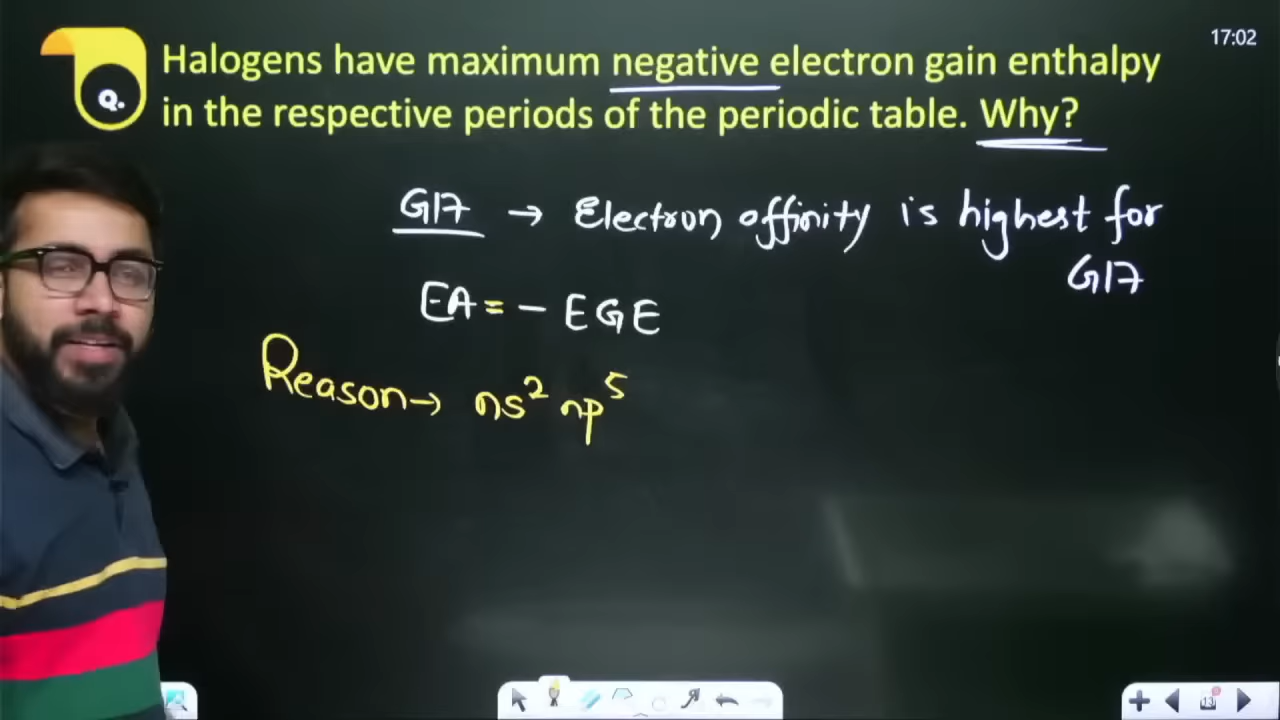 17:02
Q.
Halogens have maximum negative electron gain enthalpy
in the respective periods of the periodic table. Why?
G17 → Electron affinity is highest for
G17
EA = - EGE
Reason→ ns² np⁵
13